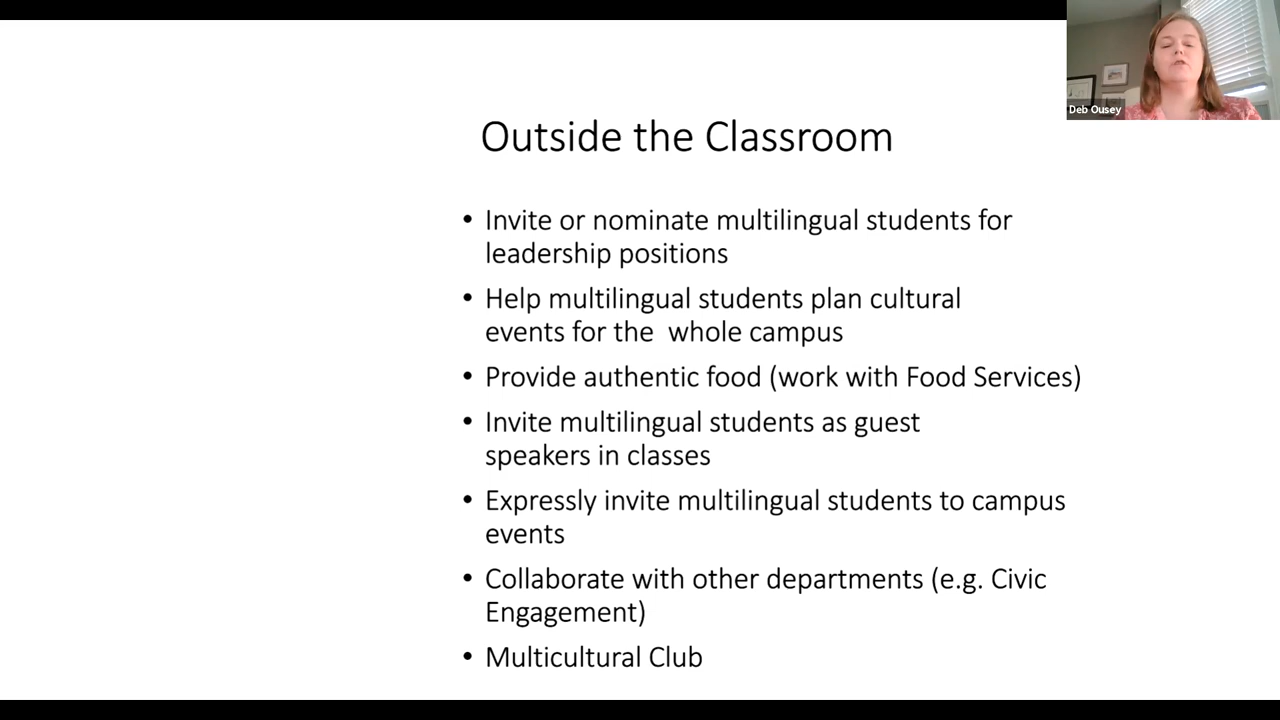 Deb Ousey
Outside the Classroom
• Invite or nominate multilingual students for
leadership positions
• Help multilingual students plan cultural
events for the  whole campus
• Provide authentic food (work with Food Services)
• Invite multilingual students as guest
speakers in classes
• Expressly invite multilingual students to campus
events
• Collaborate with other departments (e.g. Civic
Engagement)
• Multicultural Club